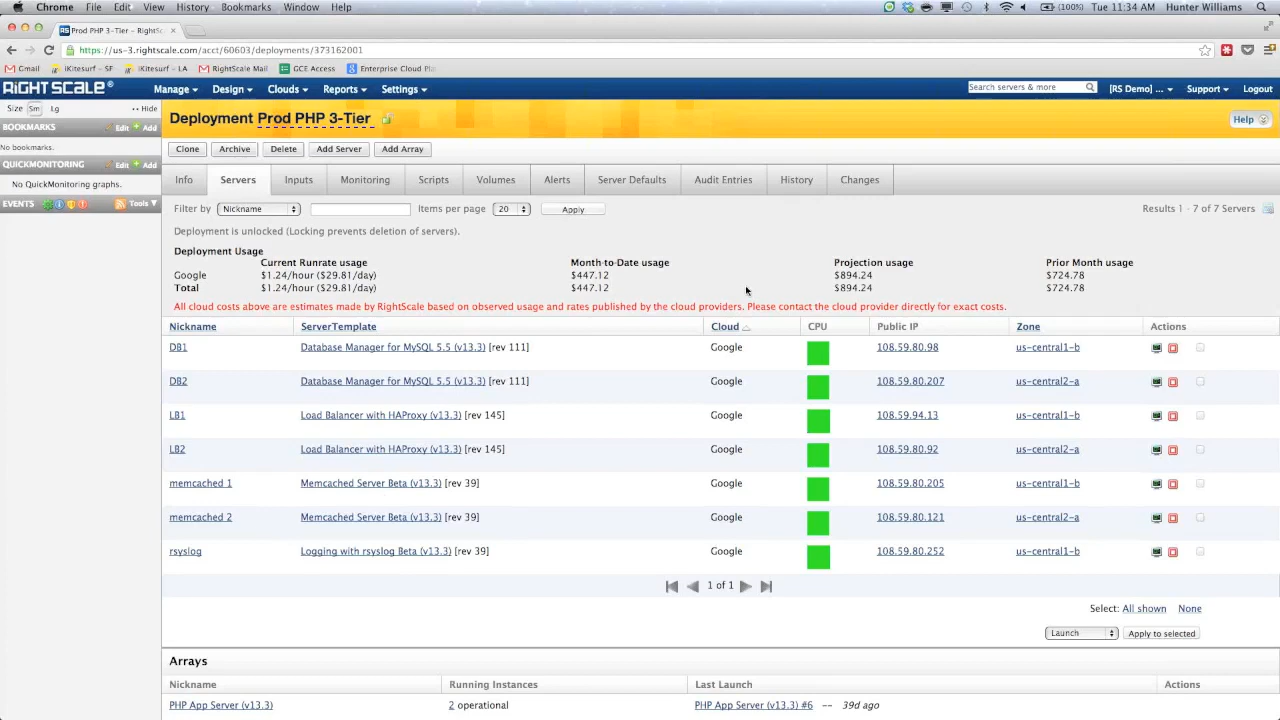 Chrome File Edit View History Bookmarks Window Help (100%) Tue 11:34 AM Hunter Williams
Prod PHP 3-Tier - RightSc
https://us-3.rightscale.com/acct/60603/deployments/373162001
Gmail iKitesurf - SF iKitesurf - LA RightScale Mail GCE Access Enterprise Cloud Pla
RIGHTSCALE Manage Design Clouds Reports Settings Search servers & more [RS Demo] ... Support Logout
Size Sm Lg Hide
BOOKMARKS Edit Add
No bookmarks.
QUICKMONITORING Edit Add
No QuickMonitoring graphs.
EVENTS Tools
Deployment Prod PHP 3-Tier Help
Clone Archive Delete Add Server Add Array
Info Servers Inputs Monitoring Scripts Volumes Alerts Server Defaults Audit Entries History Changes
Filter by Nickname Items per page 20 Apply Results 1 - 7 of 7 Servers
Deployment is unlocked (Locking prevents deletion of servers).
Deployment Usage
Current Runrate usage Month-to-Date usage Projection usage Prior Month usage
Google $1.24/hour ($29.81/day) $447.12 $894.24 $724.78
Total $1.24/hour ($29.81/day) $447.12 $894.24 $724.78
All cloud costs above are estimates made by RightScale based on observed usage and rates published by the cloud providers. Please contact the cloud provider directly for exact costs.
Nickname ServerTemplate Cloud CPU Public IP Zone Actions
DB1 Database Manager for MySQL 5.5 (v13.3) [rev 111] Google 108.59.80.98 us-central1-b
DB2 Database Manager for MySQL 5.5 (v13.3) [rev 111] Google 108.59.80.207 us-central2-a
LB1 Load Balancer with HAProxy (v13.3) [rev 145] Google 108.59.94.13 us-central1-b
LB2 Load Balancer with HAProxy (v13.3) [rev 145] Google 108.59.80.92 us-central2-a
memcached 1 Memcached Server Beta (v13.3) [rev 39] Google 108.59.80.205 us-central1-b
memcached 2 Memcached Server Beta (v13.3) [rev 39] Google 108.59.80.121 us-central2-a
rsyslog Logging with rsyslog Beta (v13.3) [rev 39] Google 108.59.80.252 us-central1-b
1 of 1
Select: All shown None
Launch Apply to selected
Arrays
Nickname Running Instances Last Launch Actions
PHP App Server (v13.3) 2 operational PHP App Server (v13.3) #6 -- 39d ago